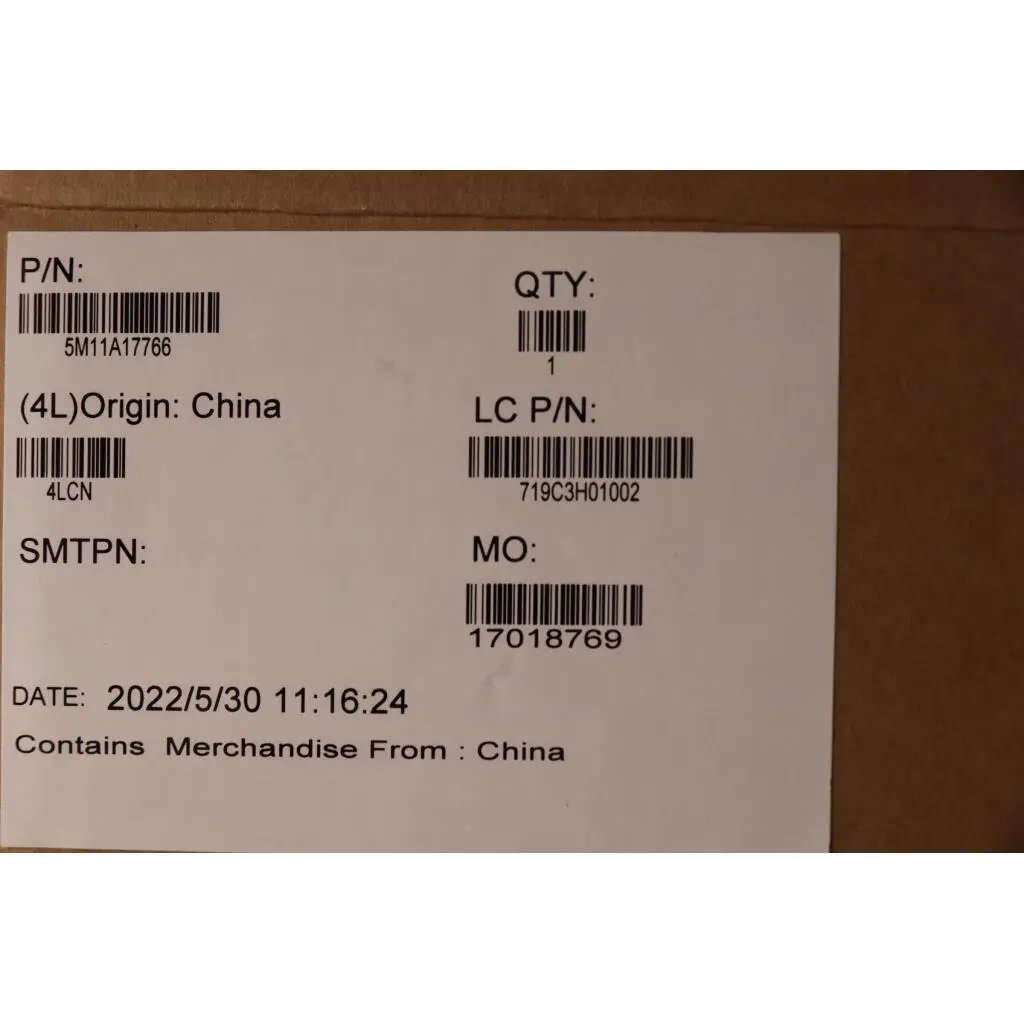 P/N:
5M11A17766
QTY:
1
(4L)Origin: China
4LCN
LC P/N:
719C3H01002
SMTPN:
MO:
17018769
DATE: 2022/5/30 11:16:24
Contains Merchandise From : China